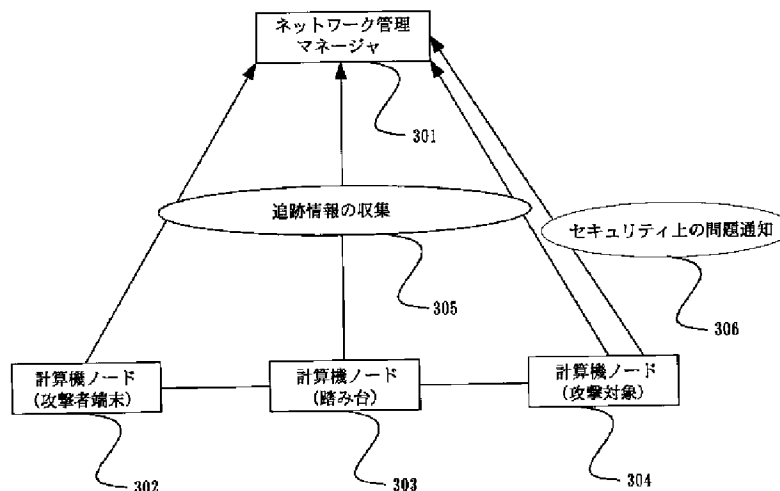 ネットワーク管理
マネージャ
301
追跡情報の収集
セキュリティ上の問題通知
305
306
計算機ノード
(攻撃者端末)
計算機ノード
(踏み台)
計算機ノード
(攻撃対象)
302
303
304